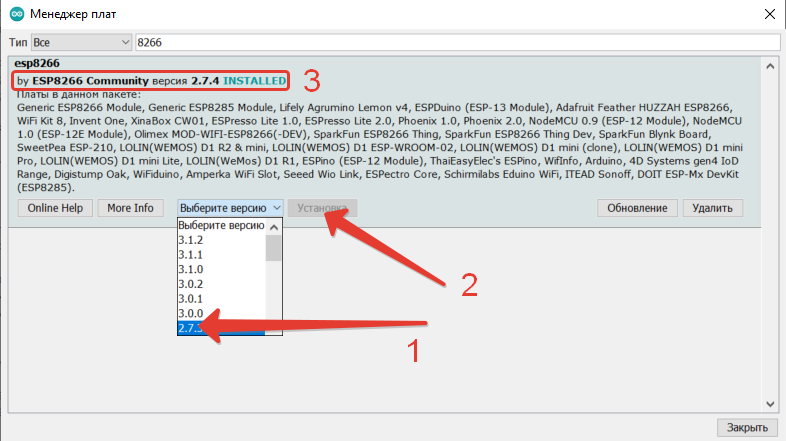 Менеджер плат
Тип Все 8266
esp8266
by ESP8266 Community версия 2.7.4 INSTALLED
3
Платы в данном пакете:
Generic ESP8266 Module, Generic ESP8285 Module, Lifely Agrumino Lemon v4, ESPDuino (ESP-13 Module), Adafruit Feather HUZZAH ESP8266,
WiFi Kit 8, Invent One, XinaBox CW01, ESPresso Lite 1.0, ESPresso Lite 2.0, Phoenix 1.0, Phoenix 2.0, NodeMCU 0.9 (ESP-12 Module), NodeMCU
1.0 (ESP-12E Module), Olimex MOD-WIFI-ESP8266(-DEV), SparkFun ESP8266 Thing, SparkFun ESP8266 Thing Dev, SparkFun Blynk Board,
SweetPea ESP-210, LOLIN(WEMOS) D1 R2 & mini, LOLIN(WEMOS) D1 ESP-WROOM-02, LOLIN(WEMOS) D1 mini (clone), LOLIN(WEMOS) D1 mini
Pro, LOLIN(WEMOS) D1 mini Lite, LOLIN(WeMos) D1 R1, ESPino (ESP-12 Module), ThaiEasyElec's ESPino, WifInfo, Arduino, 4D Systems gen4 IoD
Range, Digistump Oak, WiFiduino, Amperka WiFi Slot, Seeed Wio Link, ESPectro Core, Schirmilabs Eduino WiFi, ITEAD Sonoff, DOIT ESP-Mx DevKit
(ESP8285).
Online Help More Info Выберите версию Установка Обновление Удалить
Выберите версию
3.1.2
3.1.1
3.1.0
3.0.2
3.0.1
3.0.0
2.7.3
2
1
Закрыть